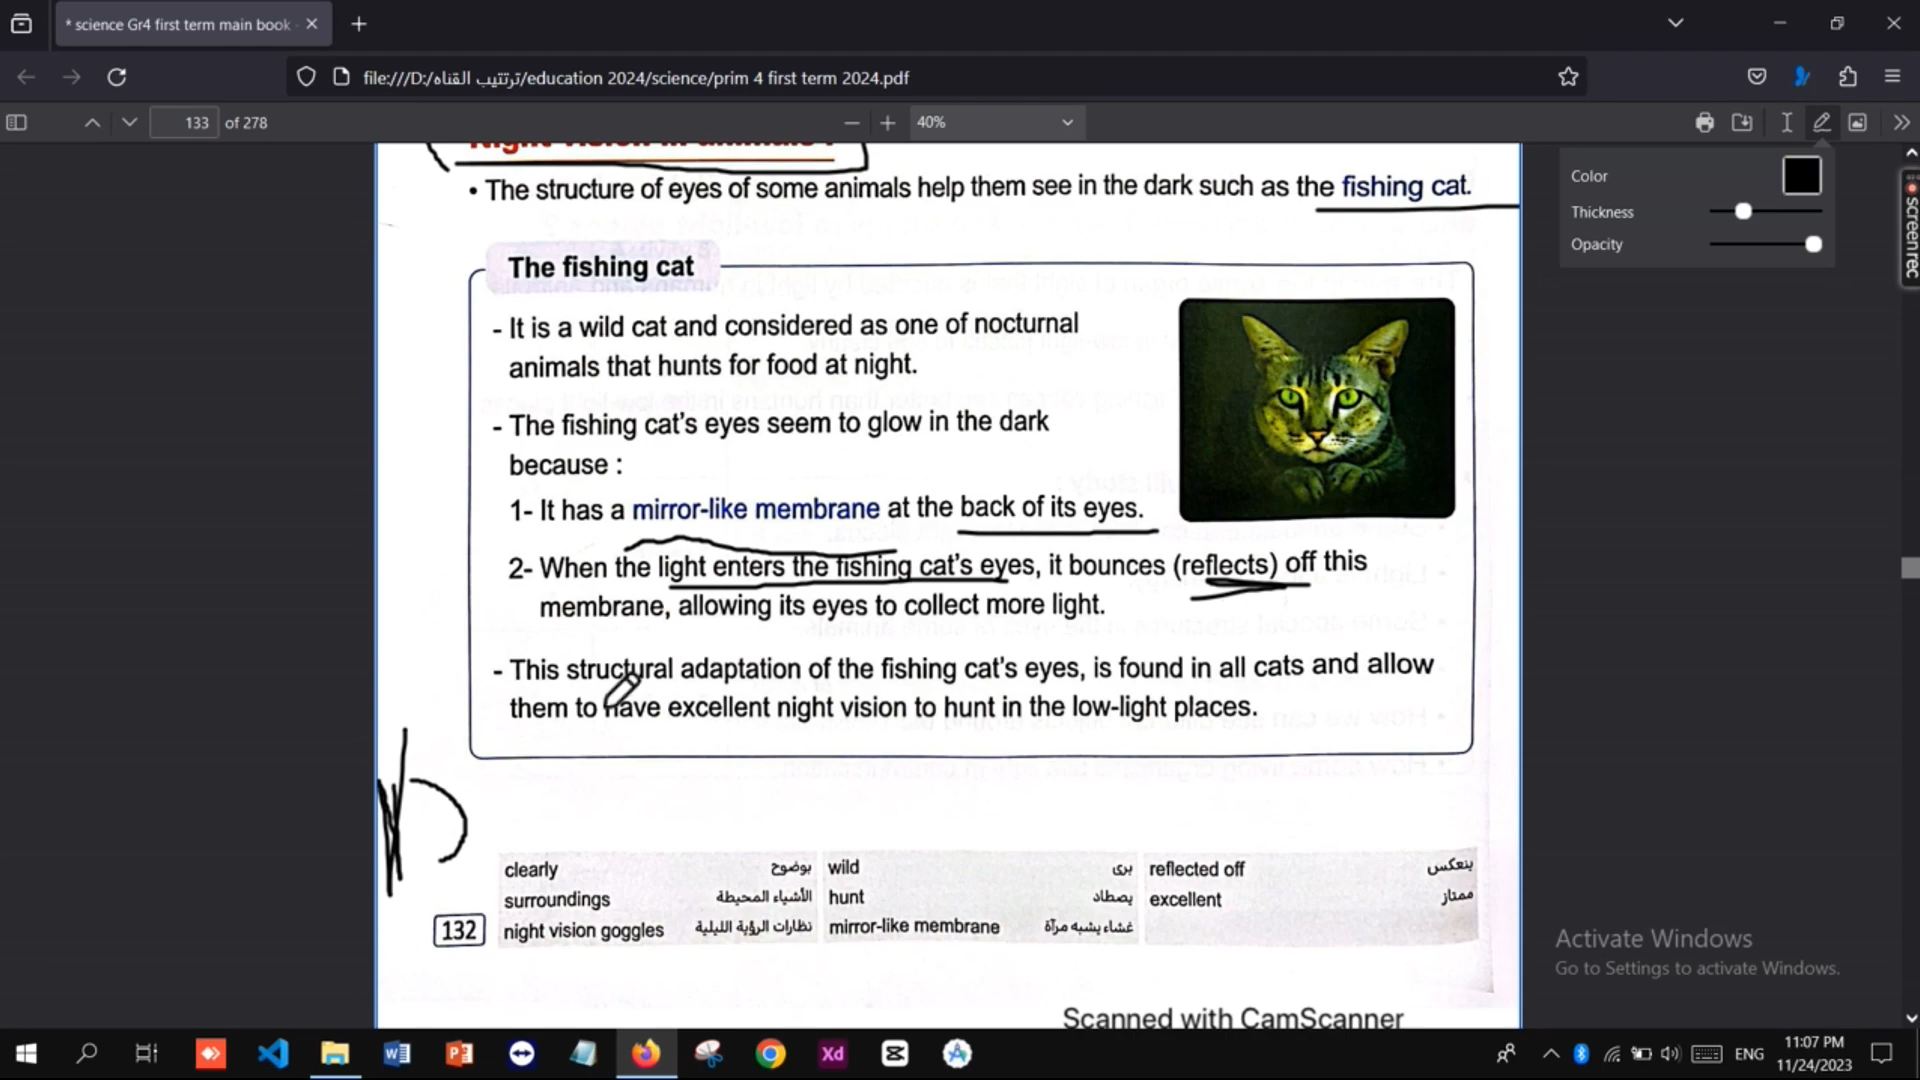 * science Gr4 first term main book
file:///D:/ترتتيب القناه/education 2024/science/prim 4 first term 2024.pdf
133 of 278
40%
Color
Thickness
Opacity
screen rec
Night vision in animals :
• The structure of eyes of some animals help them see in the dark such as the fishing cat.
The fishing cat
- It is a wild cat and considered as one of nocturnal
animals that hunts for food at night.
- The fishing cat's eyes seem to glow in the dark
because :
1- It has a mirror-like membrane at the back of its eyes.
2- When the light enters the fishing cat's eyes, it bounces (reflects) off this
membrane, allowing its eyes to collect more light.
- This structural adaptation of the fishing cat's eyes, is found in all cats and allow
them to have excellent night vision to hunt in the low-light places.
clearly بوضوح wild برى reflected off ينعكس
surroundings الأشياء المحيطة hunt يصطاد excellent ممتاز
132 night vision goggles نظارات الرؤية الليلية mirror-like membrane غشاء يشبه مرآة
Activate Windows
Go to Settings to activate Windows.
Scanned with CamScanner
Xd
ENG
11:07 PM
11/24/2023